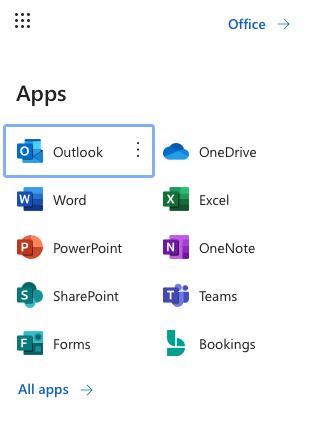 Office →
Apps
Outlook
OneDrive
Word
Excel
PowerPoint
OneNote
SharePoint
Teams
Forms
Bookings
All apps →